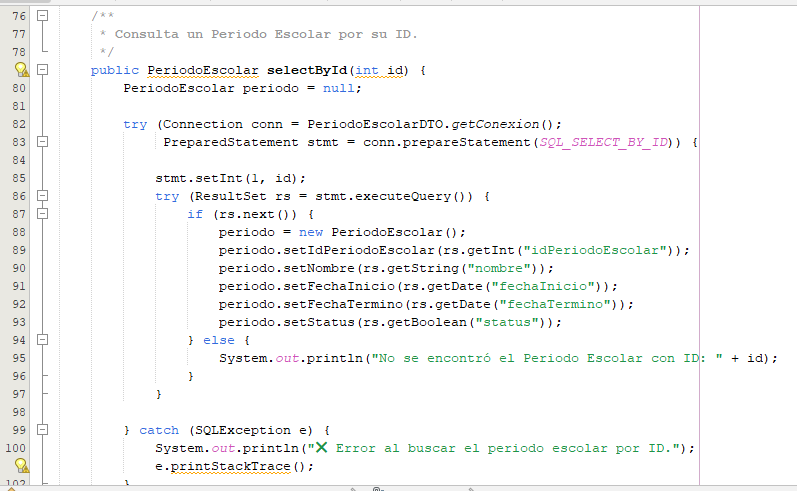 76 /**
77 * Consulta un Periodo Escolar por su ID.
78 */
public PeriodoEscolar selectById(int id) {
80 PeriodoEscolar periodo = null;
81
82 try (Connection conn = PeriodoEscolarDTO.getConexion();
83 PreparedStatement stmt = conn.prepareStatement(SQL_SELECT_BY_ID)) {
84
85 stmt.setInt(1, id);
86 try (ResultSet rs = stmt.executeQuery()) {
87 if (rs.next()) {
88 periodo = new PeriodoEscolar();
89 periodo.setIdPeriodoEscolar(rs.getInt("idPeriodoEscolar"));
90 periodo.setNombre(rs.getString("nombre"));
91 periodo.setFechaInicio(rs.getDate("fechaInicio"));
92 periodo.setFechaTermino(rs.getDate("fechaTermino"));
93 periodo.setStatus(rs.getBoolean("status"));
94 } else {
95 System.out.println("No se encontró el Periodo Escolar con ID: " + id);
96 }
97 }
98
99 } catch (SQLException e) {
100 System.out.println("❌ Error al buscar el periodo escolar por ID.");
e.printStackTrace();
102 }